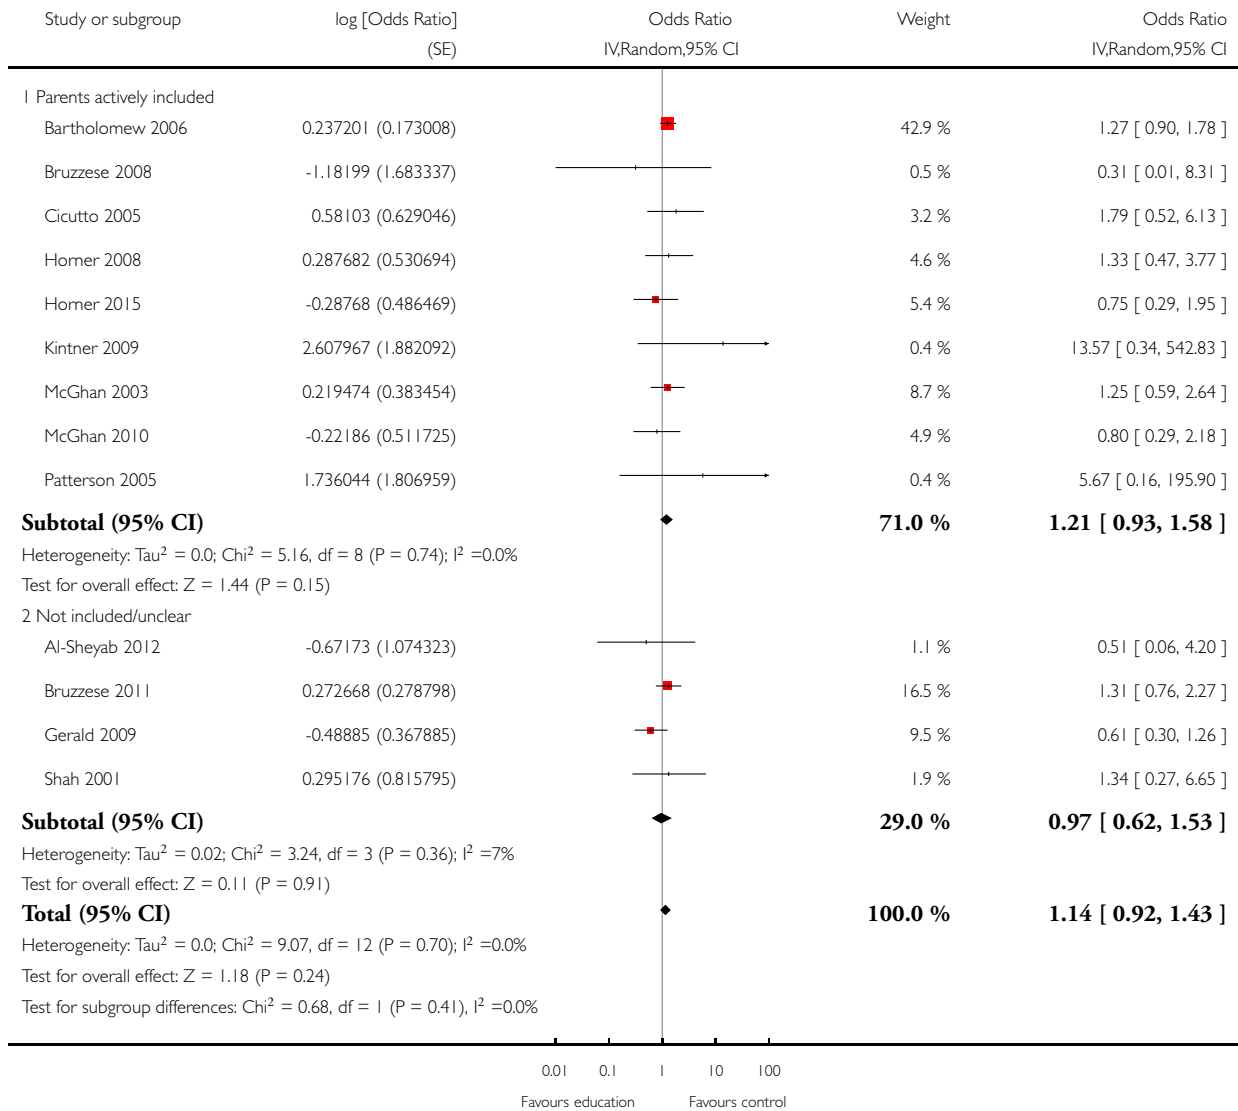 Study or subgroup log [Odds Ratio] Odds Ratio Weight Odds Ratio
(SE) IV,Random,95% CI IV,Random,95% CI
1 Parents actively included
Bartholomew 2006 0.237201 (0.173008) 42.9 % 1.27 [ 0.90, 1.78 ]
Bruzzese 2008 -1.18199 (1.683337) 0.5 % 0.31 [ 0.01, 8.31 ]
Cicutto 2005 0.58103 (0.629046) 3.2 % 1.79 [ 0.52, 6.13 ]
Horner 2008 0.287682 (0.530694) 4.6 % 1.33 [ 0.47, 3.77 ]
Horner 2015 -0.28768 (0.486469) 5.4 % 0.75 [ 0.29, 1.95 ]
Kintner 2009 2.607967 (1.882092) 0.4 % 13.57 [ 0.34, 542.83 ]
McGhan 2003 0.219474 (0.383454) 8.7 % 1.25 [ 0.59, 2.64 ]
McGhan 2010 -0.22186 (0.511725) 4.9 % 0.80 [ 0.29, 2.18 ]
Patterson 2005 1.736044 (1.806959) 0.4 % 5.67 [ 0.16, 195.90 ]
Subtotal (95% CI) 71.0 % 1.21 [ 0.93, 1.58 ]
Heterogeneity: Tau² = 0.0; Chi² = 5.16, df = 8 (P = 0.74); I² =0.0%
Test for overall effect: Z = 1.44 (P = 0.15)
2 Not included/unclear
Al-Sheyab 2012 -0.67173 (1.074323) 1.1 % 0.51 [ 0.06, 4.20 ]
Bruzzese 2011 0.272668 (0.278798) 16.5 % 1.31 [ 0.76, 2.27 ]
Gerald 2009 -0.48885 (0.367885) 9.5 % 0.61 [ 0.30, 1.26 ]
Shah 2001 0.295176 (0.815795) 1.9 % 1.34 [ 0.27, 6.65 ]
Subtotal (95% CI) 29.0 % 0.97 [ 0.62, 1.53 ]
Heterogeneity: Tau² = 0.02; Chi² = 3.24, df = 3 (P = 0.36); I² =7%
Test for overall effect: Z = 0.11 (P = 0.91)
Total (95% CI) 100.0 % 1.14 [ 0.92, 1.43 ]
Heterogeneity: Tau² = 0.0; Chi² = 9.07, df = 12 (P = 0.70); I² =0.0%
Test for overall effect: Z = 1.18 (P = 0.24)
Test for subgroup differences: Chi² = 0.68, df = 1 (P = 0.41), I² =0.0%
0.01 0.1 1 10 100
Favours education Favours control